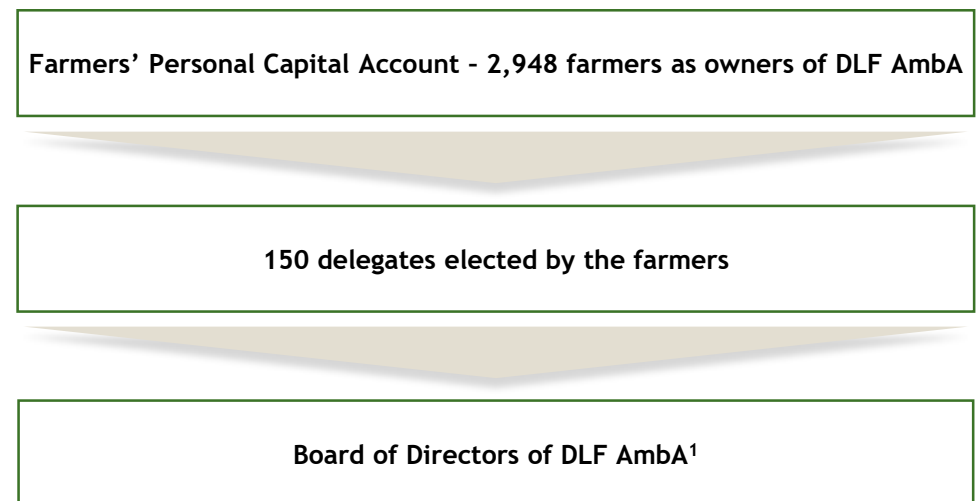 Farmers’ Personal Capital Account – 2,948 farmers as owners of DLF AmbA
150 delegates elected by the farmers
Board of Directors of DLF AmbA¹